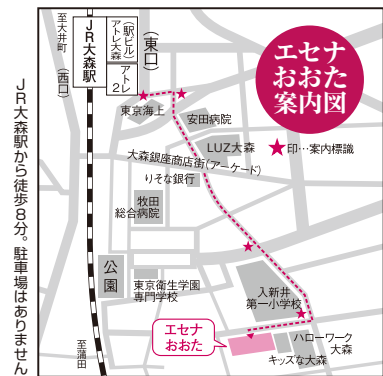 エセナ
おおた
案内図
★印…案内標識
至大井町
JR大森駅
(西口)
(駅ビル)
アトレ大森
アトレ2
(東口)
東京海上
安田病院
LUZ大森
大森銀座商店街(アーケード)
りそな銀行
牧田
総合病院
公園
東京衛生学園
専門学校
入新井
第一小学校
エセナ
おおた
ハローワーク
大森
キッズな大森
至蒲田
JR大森駅から徒歩8分。駐車場はありません